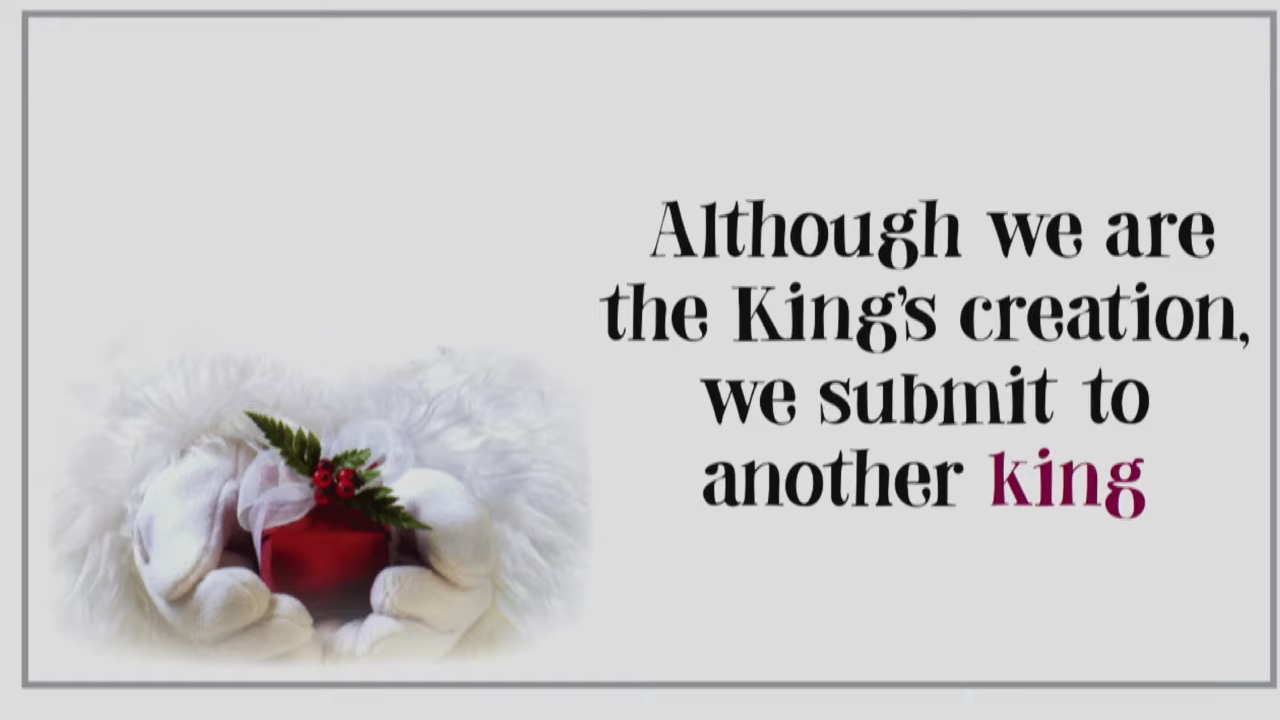 Although we are
the King's creation,
we submit to
another king